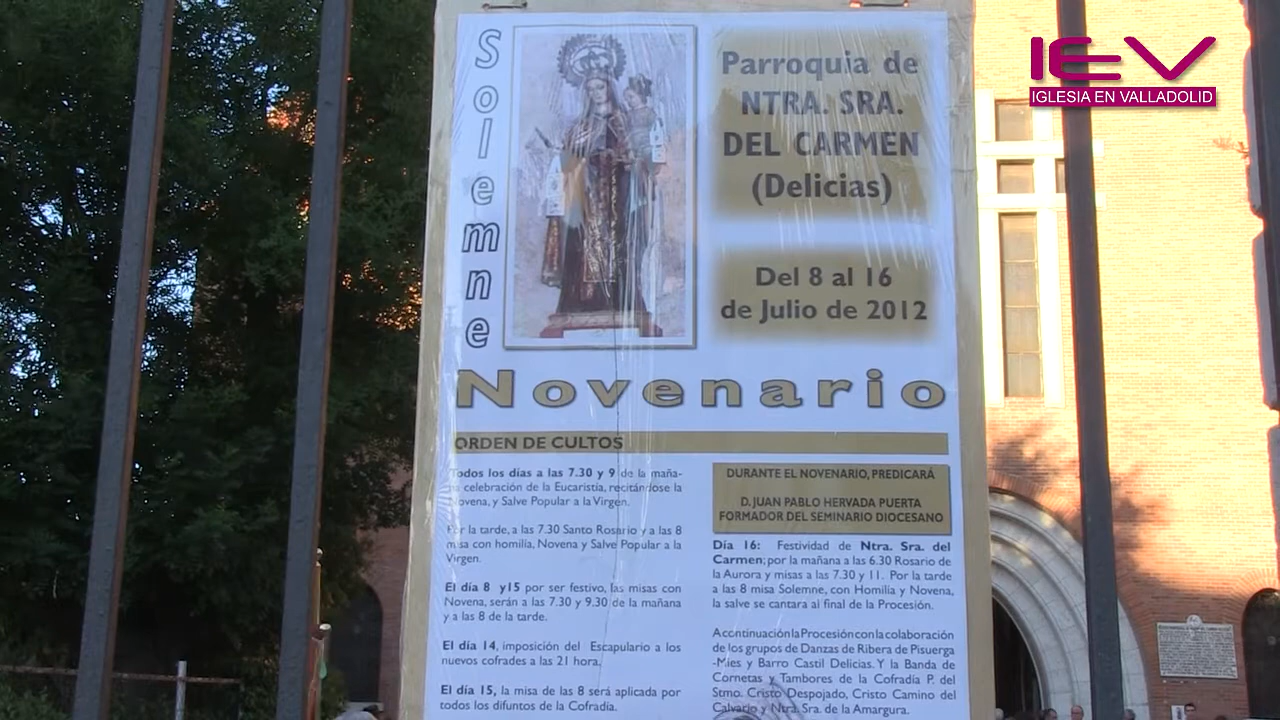 IEV
IGLESIA EN VALLADOLID
Solemne
Parroquia de
NTRA. SRA.
DEL CARMEN
(Delicias)
Del 8 al 16
de Julio de 2012
Novenario
ORDEN DE CULTOS
Todos los días a las 7.30 y 9 de la maña-
na celebración de la Eucaristía, recitándose la
Novena, y Salve Popular a la Virgen.
Por la tarde, a las 7.30 Santo Rosario y a las 8
misa con homilía, Novena y Salve Popular a la
Virgen.
El día 8 y15 por ser festivo, las misas con
Novena, serán a las 7.30 y 9.30 de la mañana
y a las 8 de la tarde.
El día 14, imposición del Escapulario a los
nuevos cofrades a las 21 hora.
El día 15, la misa de las 8 será aplicada por
todos los difuntos de la Cofradía.
DURANTE EL NOVENARIO, PREDICARÁ
D. JUAN PABLO HERVADA PUERTA
FORMADOR DEL SEMINARIO DIOCESANO
Día 16: Festividad de Ntra. Sra. del
Carmen; por la mañana a las 6.30 Rosario de
la Aurora y misas a las 7.30 y 11. Por la tarde
a las 8 misa Solemne, con Homilía y Novena,
la salve se cantara al final de la Procesión.
A continuación la Procesión con la colaboración
de los grupos de Danzas de Ribera de Pisuerga
-Mies y Barro Castil Delicias. Y la Banda de
Cornetas y Tambores de la Cofradía P. del
Stmo. Cristo Despojado, Cristo Camino del
Calvario y Ntra. Sra. de la Amargura.